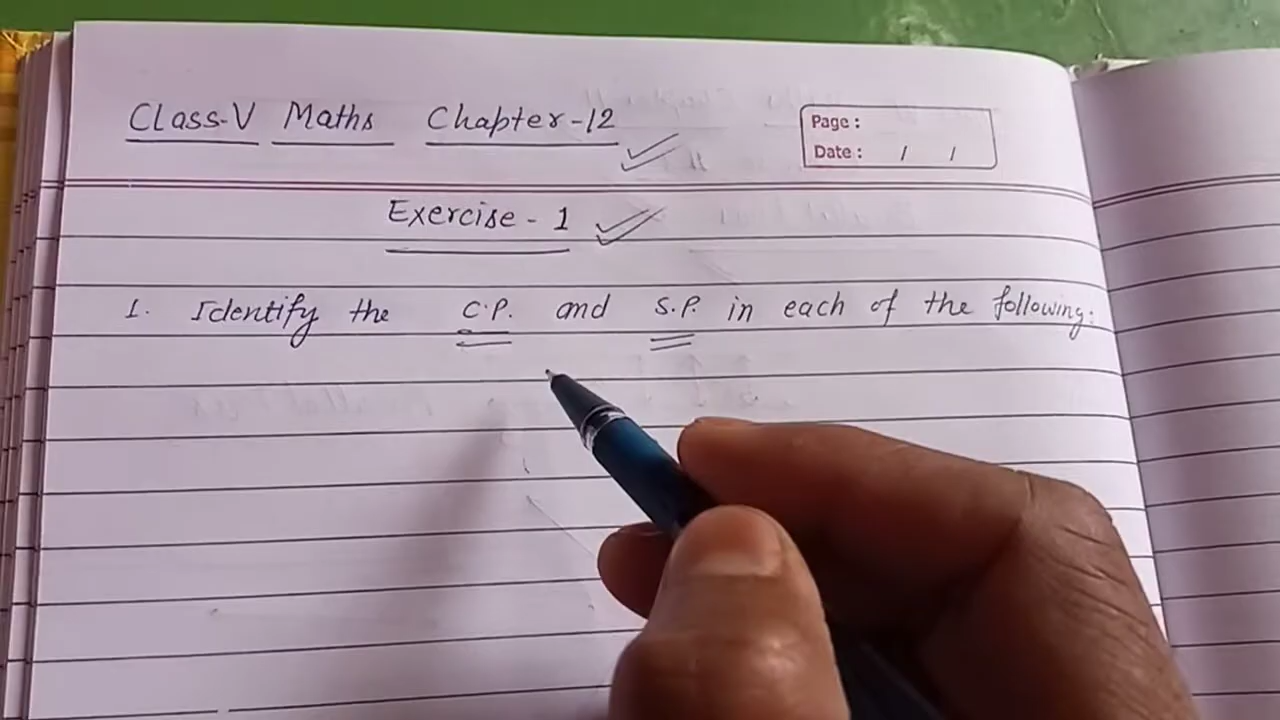 Class-V Maths Chapter-12
Page :
Date : / /
Exercise - 1
1. Identify the C.P. and S.P. in each of the following: